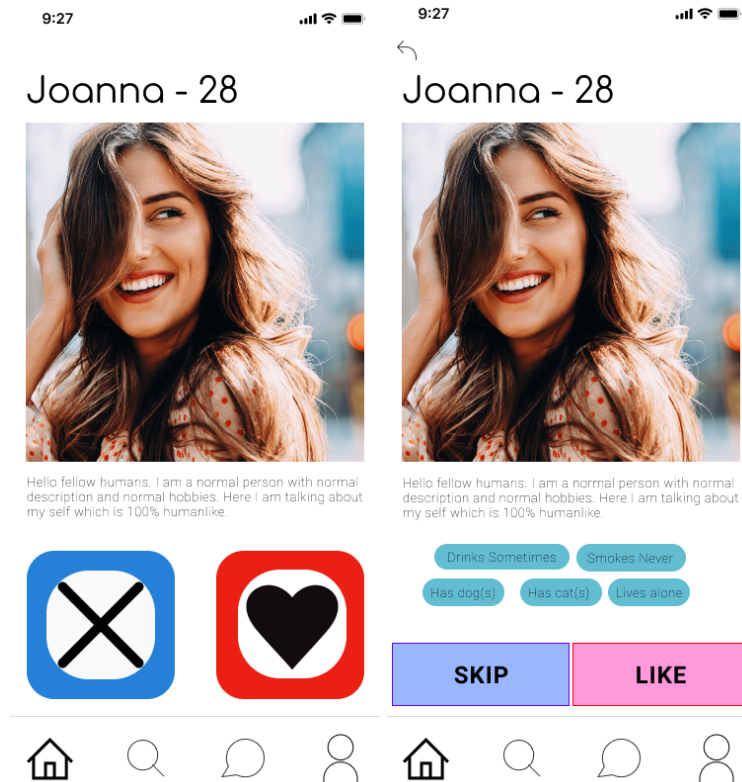 9:27
Joanna - 28
Hello fellow humans. I am a normal person with normal
description and normal hobbies. Here I am talking about
my self which is 100% humanlike.
9:27
Joanna - 28
Hello fellow humans. I am a normal person with normal
description and normal hobbies. Here I am talking about
my self which is 100% humanlike.
Drinks Sometimes
Smokes Never
Has dog(s)
Has cat(s)
Lives alone
SKIP
LIKE